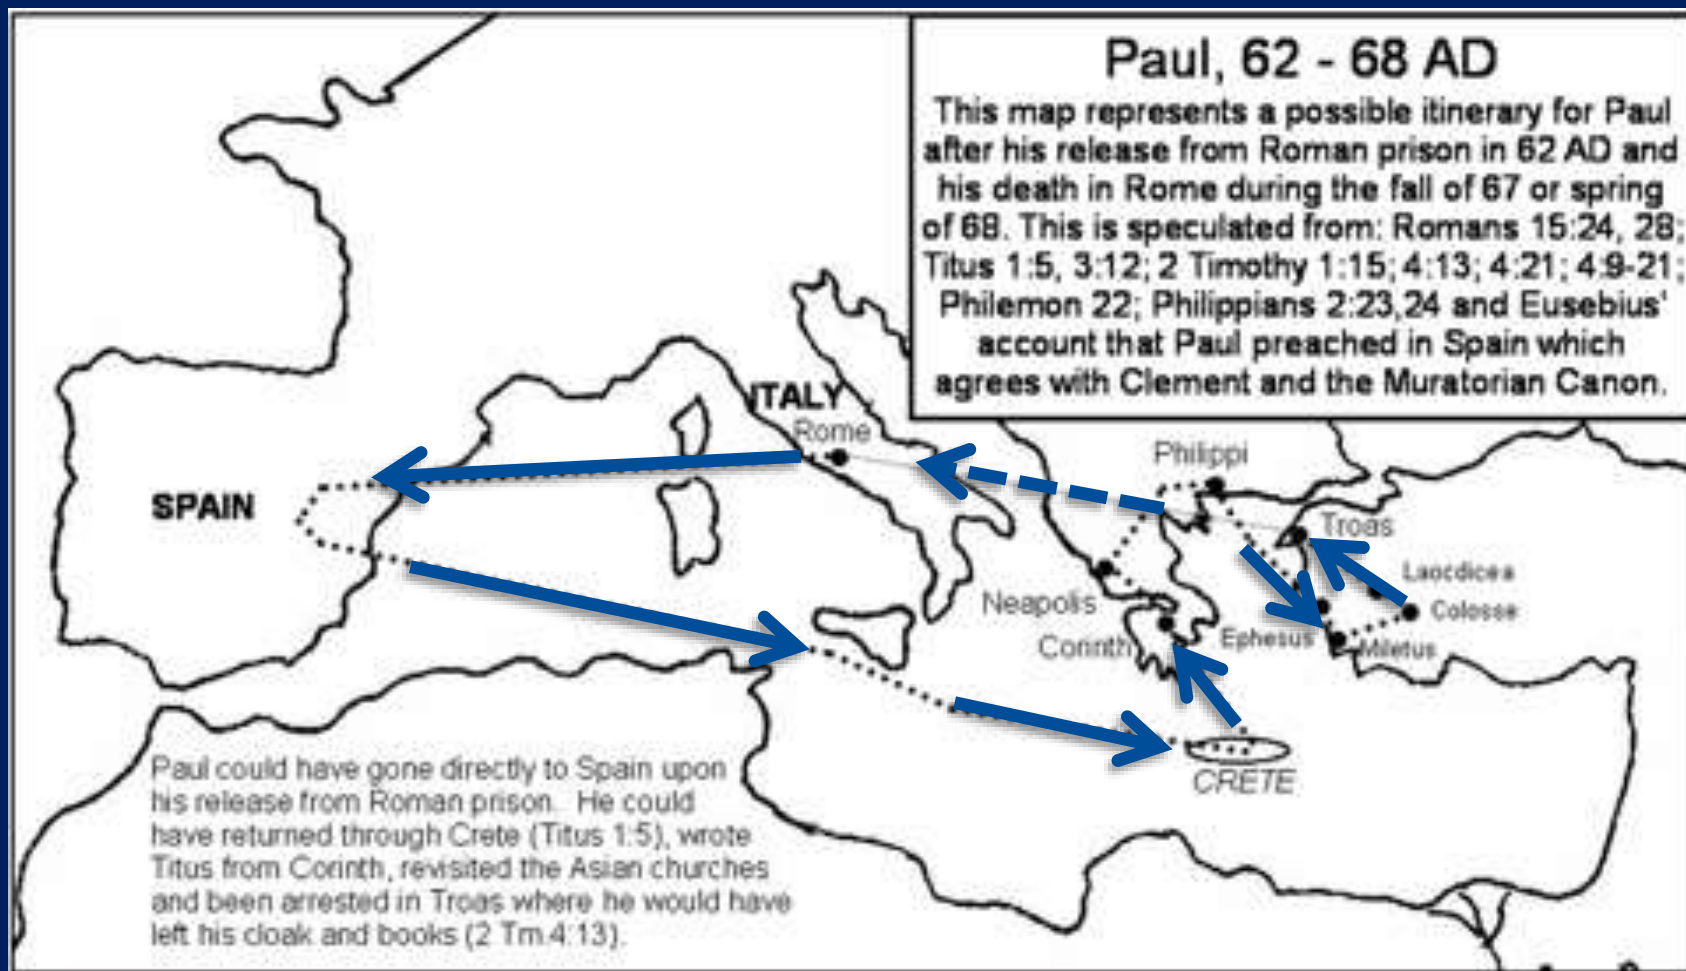 Paul, 62 - 68 AD
This map represents a possible itinerary for Paul
after his release from Roman prison in 62 AD and
his death in Rome during the fall of 67 or spring
of 68. This is speculated from: Romans 15:24, 28;
Titus 1:5, 3:12; 2 Timothy 1:15; 4:13; 4:21; 4:9-21;
Philemon 22; Philippians 2:23,24 and Eusebius'
account that Paul preached in Spain which
agrees with Clement and the Muratorian Canon.
ITALY
Rome
Philippi
SPAIN
Troas
Laocdicea
Neapolis
Colosse
Corinth
Ephesus
Miletus
CRETE
Paul could have gone directly to Spain upon
his release from Roman prison. He could
have returned through Crete (Titus 1:5), wrote
Titus from Corinth, revisited the Asian churches
and been arrested in Troas where he would have
left his cloak and books (2 Tm.4:13).